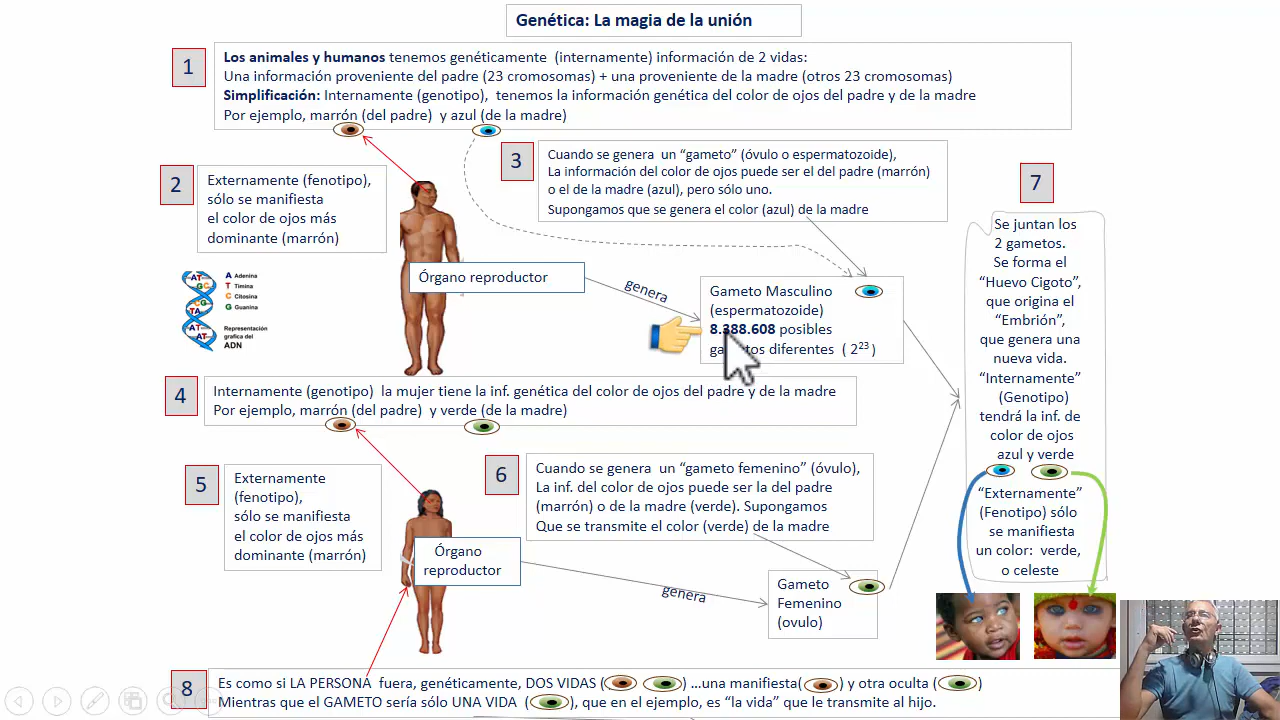 Genética: La magia de la unión
1
Los animales y humanos tenemos genéticamente (internamente) información de 2 vidas:
Una información proveniente del padre (23 cromosomas) + una proveniente de la madre (otros 23 cromosomas)
Simplificación: Internamente (genotipo), tenemos la información genética del color de ojos del padre y de la madre
Por ejemplo, marrón (del padre) y azul (de la madre)
2
Externamente (fenotipo),
sólo se manifiesta
el color de ojos más
dominante (marrón)
3
Cuando se genera un “gameto” (óvulo o espermatozoide),
La información del color de ojos puede ser el del padre (marrón)
o el de la madre (azul), pero sólo uno.
Supongamos que se genera el color (azul) de la madre
Órgano reproductor
genera
Gameto Masculino
(espermatozoide)
8.388.608 posibles
gametos diferentes ( 2²³ )
AT
GC
TA
CG
AT
AT
A Adenina
T Timina
C Citosina
G Guanina
Representación
grafica del
ADN
4
Internamente (genotipo) la mujer tiene la inf. genética del color de ojos del padre y de la madre
Por ejemplo, marrón (del padre) y verde (de la madre)
5
Externamente
(fenotipo),
sólo se manifiesta
el color de ojos más
dominante (marrón)
6
Cuando se genera un “gameto femenino” (óvulo),
La inf. del color de ojos puede ser la del padre
(marrón) o de la madre (verde). Supongamos
Que se transmite el color (verde) de la madre
Órgano
reproductor
genera
Gameto
Femenino
(ovulo)
7
Se juntan los
2 gametos.
Se forma el
“Huevo Cigoto”,
que origina el
“Embrión”,
que genera una
nueva vida.
“Internamente”
(Genotipo)
tendrá la inf. de
color de ojos
azul y verde
“Externamente”
(Fenotipo) sólo
se manifiesta
un color: verde,
o celeste
8
Es como si LA PERSONA fuera, genéticamente, DOS VIDAS ( ) ...una manifiesta( ) y otra oculta ( )
Mientras que el GAMETO sería sólo UNA VIDA ( ), que en el ejemplo, es “la vida” que le transmite al hijo.